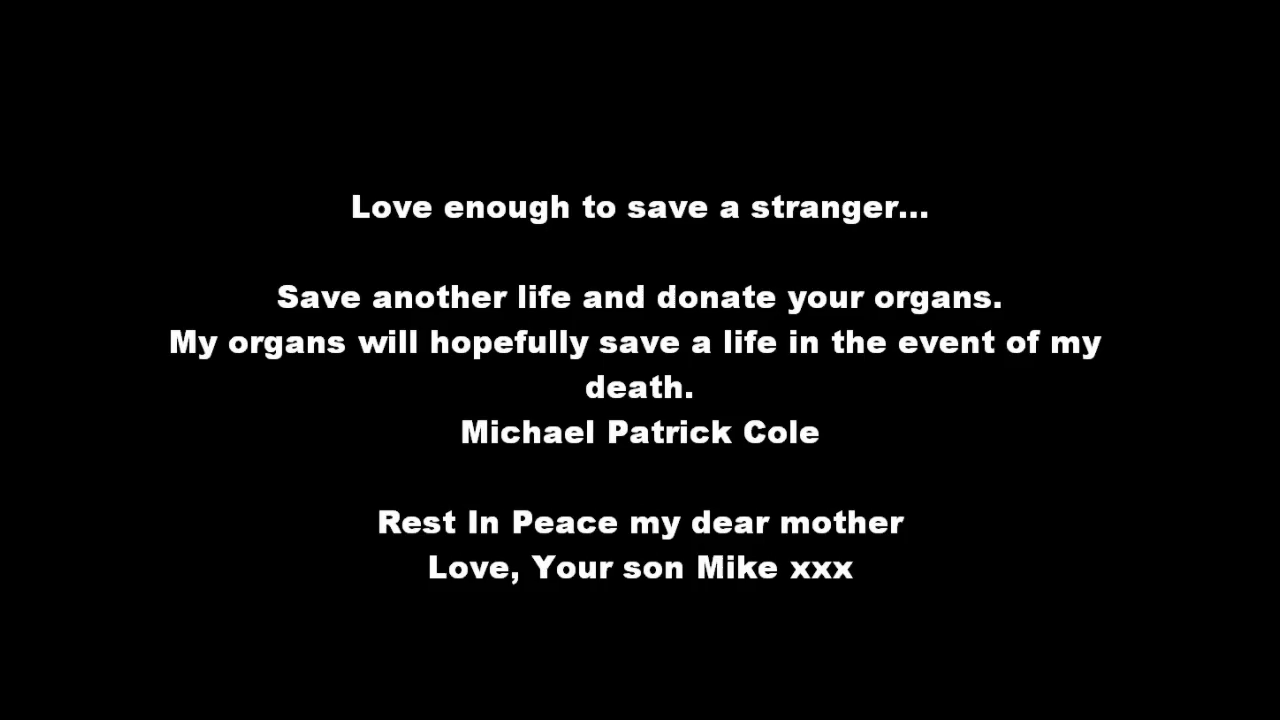 Love enough to save a stranger...
Save another life and donate your organs.
My organs will hopefully save a life in the event of my
death.
Michael Patrick Cole
Rest In Peace my dear mother
Love, Your son Mike xxx